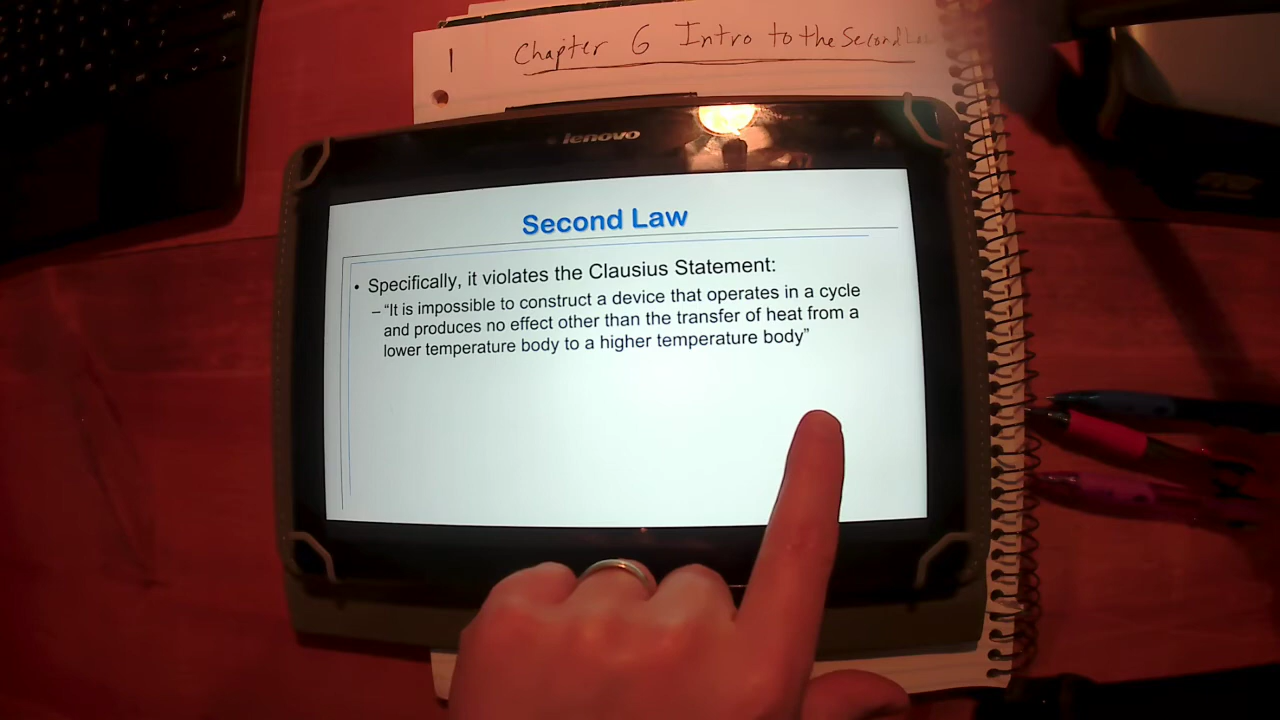 1 Chapter 6 Intro to the Second Law
lenovo
Second Law
• Specifically, it violates the Clausius Statement:
– “It is impossible to construct a device that operates in a cycle
and produces no effect other than the transfer of heat from a
lower temperature body to a higher temperature body”